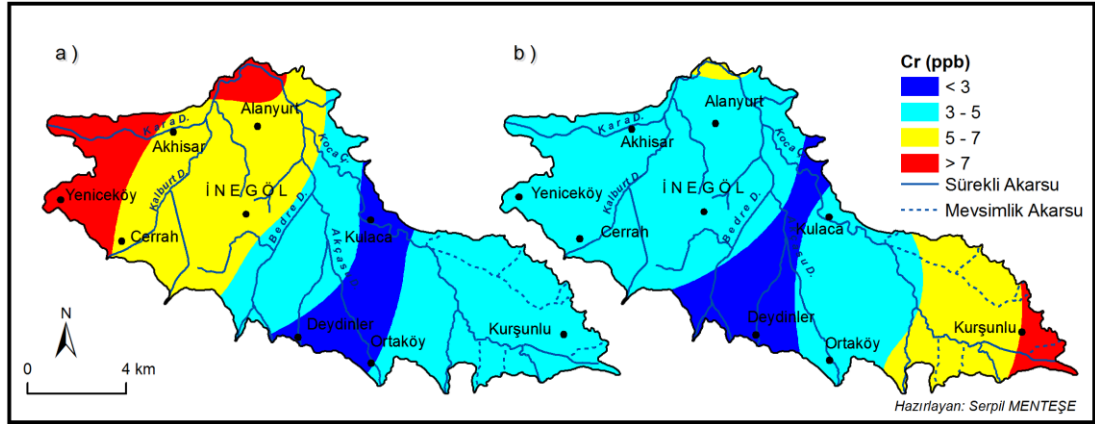 a )
Alanyurt
Kara D.
Akhisar
Koca Ç.
Yeniceköy
Kalburt D.
İNEGÖL
Cerrah
Bedre D.
Kulaca
Deydinler
Kurşunlu
Ortaköy
N
0 4 km
b )
Alanyurt
Kara D.
Akhisar
Koca Ç.
Yeniceköy
Kalburt D.
İNEGÖL
Cerrah
Bedre D.
Kulaca
Deydinler
Kurşunlu
Ortaköy
Cr (ppb)
< 3
3 - 5
5 - 7
> 7
Sürekli Akarsu
Mevsimlik Akarsu
Hazırlayan: Serpil MENTEŞE